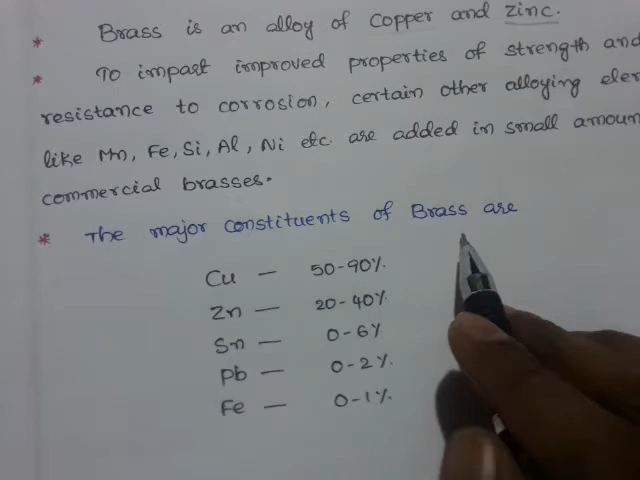 * Brass is an alloy of copper and zinc.
* To impart improved properties of strength and
resistance to corrosion, certain other alloying elem
like Mn, Fe, Si, Al, Ni etc. are added in small amoun
commercial brasses.
* The major constituents of Brass are
Cu — 50-90%.
Zn — 20-40%.
Sn — 0-6%
Pb — 0-2%.
Fe — 0-1%.